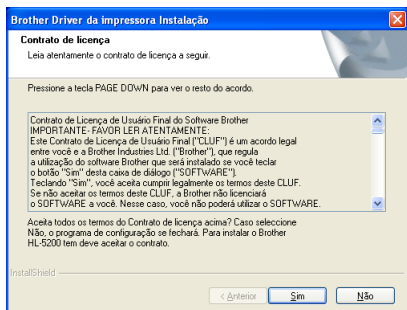 Brother Driver da impressora Instalação
Contrato de licença
Leia atentamente o contrato de licença a seguir.
Pressione a tecla PAGE DOWN para ver o resto do acordo.
Contrato de Licença de Usuário Final do Software Brother
IMPORTANTE- FAVOR LER ATENTAMENTE:
Este Contrato de Licença de Usuário Final ("CLUF") é um acordo legal
entre você e a Brother Industries Ltd. ("Brother"), que regula
a utilização do software Brother que será instalado se você teclar
o botão "Sim" desta caixa de diálogo ("SOFTWARE").
Teclando "Sim", você aceita cumprir legalmente os termos deste CLUF.
Se não aceitar os termos deste CLUF, a Brother não licenciará
o SOFTWARE a você. Nesse caso, você não poderá utilizar o SOFTWARE.
Aceita todos os termos do Contrato de licença acima? Caso seleccione
Não, o programa de configuração se fechará. Para instalar o Brother
HL-5200 tem deve aceitar o contrato.
InstallShield
< Anterior
Sim
Não